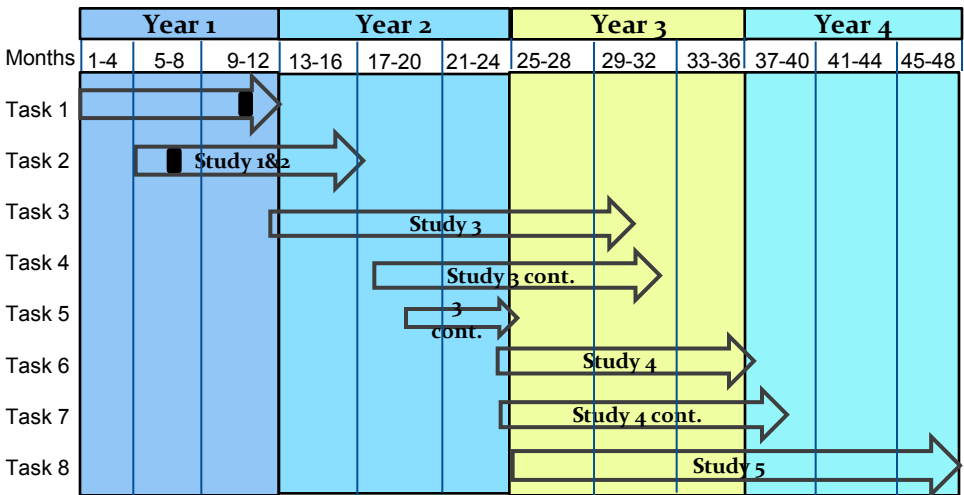 Year 1 Year 2 Year 3 Year 4
Months 1-4 5-8 9-12 13-16 17-20 21-24 25-28 29-32 33-36 37-40 41-44 45-48
Task 1
Task 2 Study 1&2
Task 3 Study 3
Task 4 Study 3 cont.
Task 5 3
cont.
Task 6 Study 4
Task 7 Study 4 cont.
Task 8 Study 5